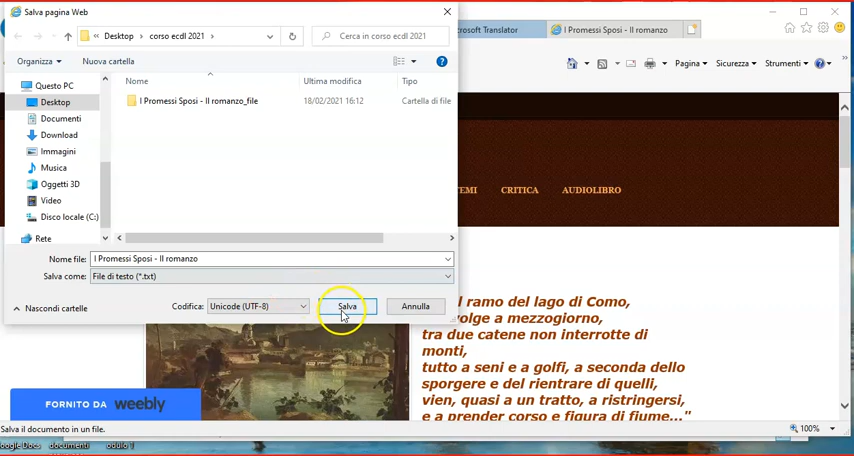 Salva pagina Web
Desktop
corso ecdl 2021
Cerca in corso ecdl 2021
Organizza
Nuova cartella
Questo PC
Desktop
Documenti
Download
Immagini
Musica
Oggetti 3D
Video
Disco locale (C:)
Rete
Nome
Ultima modifica
Tipo
I Promessi Sposi - Il romanzo_file
18/02/2021 16:12
Cartella di file
Nome file:
I Promessi Sposi - Il romanzo
Salva come:
File di testo (*.txt)
Nascondi cartelle
Codifica:
Unicode (UTF-8)
Salva
Annulla
Translator
I Promessi Sposi - Il romanzo
Pagina
Sicurezza
Strumenti
CRITICA
AUDIOLIBRO
ramo del lago di Como,
volge a mezzogiorno,
tra due catene non interrotte di
monti,
tutto a seni e a golfi, a seconda dello
sporgere e del rientrare di quelli,
vien, quasi a un tratto, a ristringersi,
e a prender corso e figura di fiume..."
FORNITO DA weebly
Salva il documento in un file.
100%
documenti